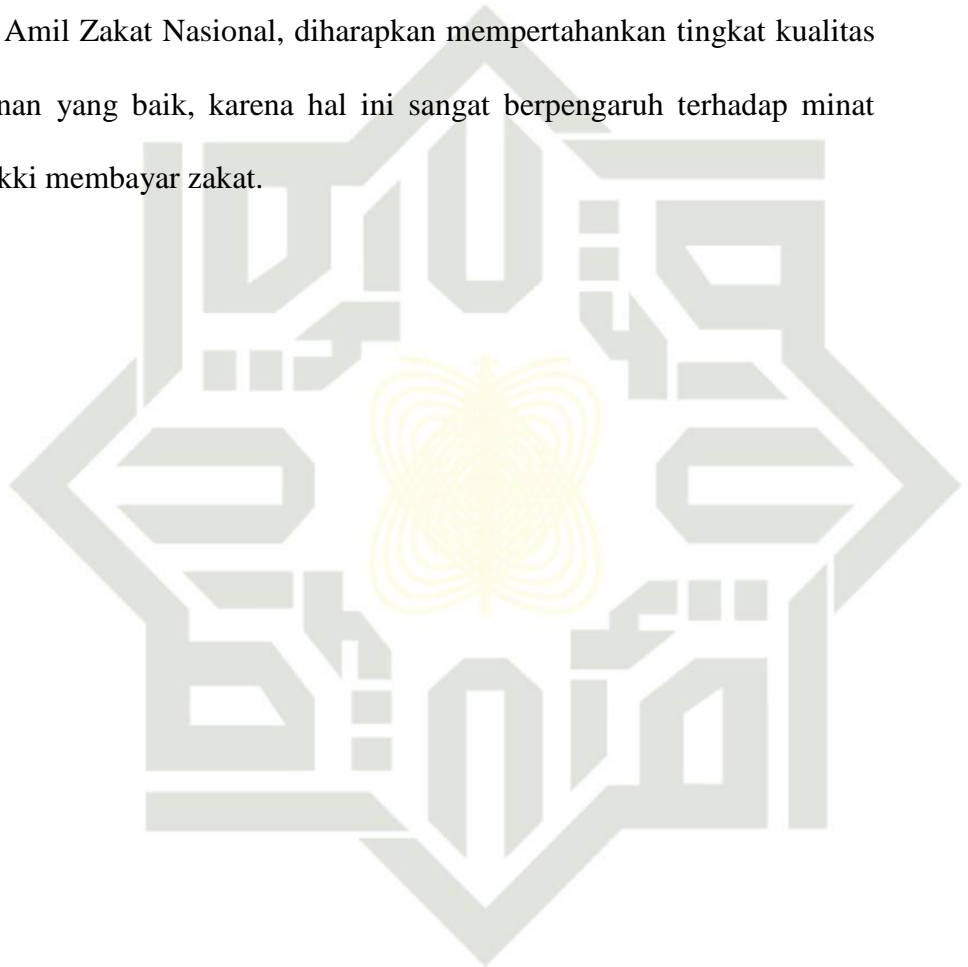 Amil Zakat Nasional, diharapkan mempertahankan tingkat kualitas
nan yang baik, karena hal ini sangat berpengaruh terhadap minat
kki membayar zakat.